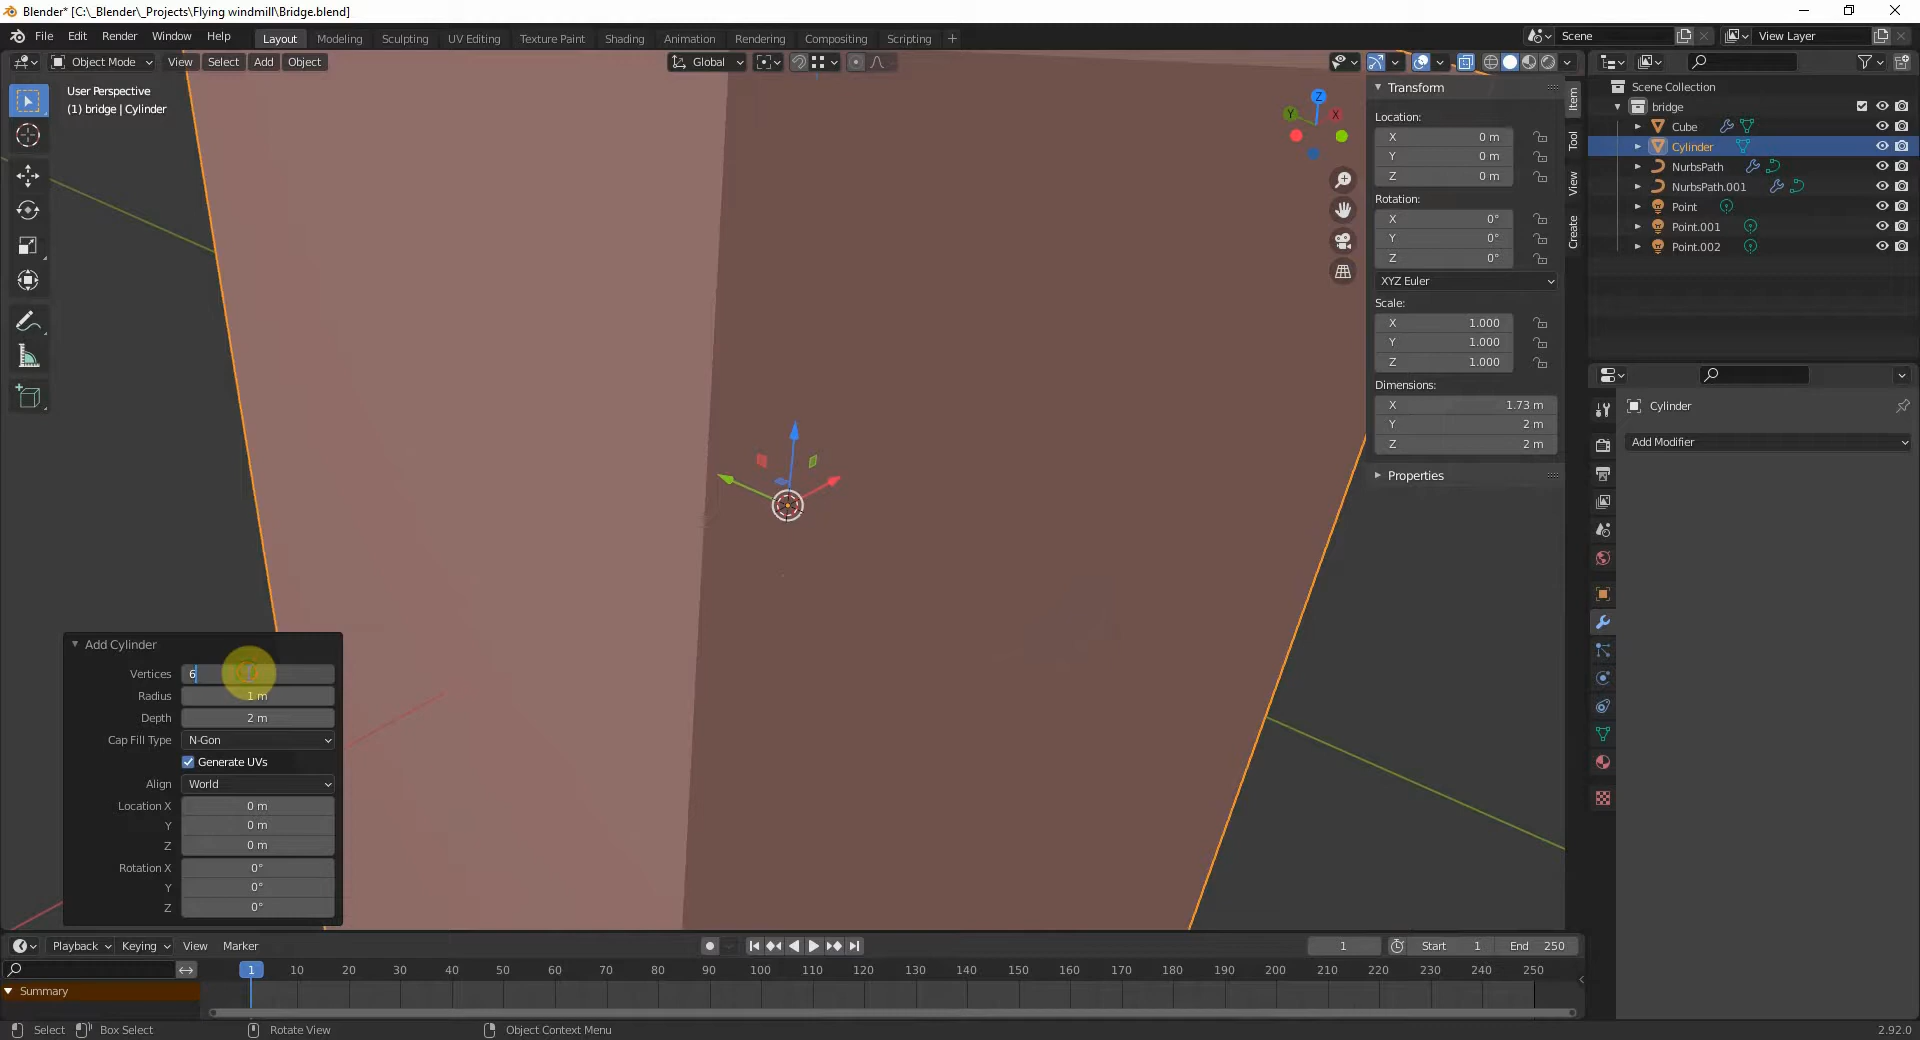 Blender* [C:\_Blender\_Projects\Flying windmill\Bridge.blend]
File Edit Render Window Help Layout Modeling Sculpting UV Editing Texture Paint Shading Animation Rendering Compositing Scripting + Scene View Layer
Object Mode View Select Add Object Global
User Perspective
(1) bridge | Cylinder
Z
Y
X
Transform
Location:
X 0 m
Y 0 m
Z 0 m
Rotation:
X 0°
Y 0°
Z 0°
XYZ Euler
Scale:
X 1.000
Y 1.000
Z 1.000
Dimensions:
X 1.73 m
Y 2 m
Z 2 m
Properties
Item
Tool
View
Create
Scene Collection
bridge
Cube
Cylinder
NurbsPath
NurbsPath.001
Point
Point.001
Point.002
Cylinder
Add Modifier
Add Cylinder
Vertices 6
Radius 1 m
Depth 2 m
Cap Fill Type N-Gon
Generate UVs
Align World
Location X 0 m
Y 0 m
Z 0 m
Rotation X 0°
Y 0°
Z 0°
Playback Keying View Marker 1 Start 1 End 250
1 10 20 30 40 50 60 70 80 90 100 110 120 130 140 150 160 170 180 190 200 210 220 230 240 250
Summary
Select Box Select Rotate View Object Context Menu 2.92.0